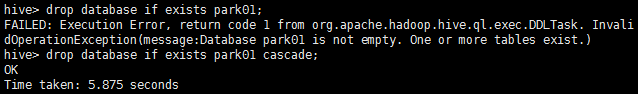 hive> drop database if exists park01;
FAILED: Execution Error, return code 1 from org.apache.hadoop.hive.ql.exec.DDLTask. Invali
dOperationException(message:Database park01 is not empty. One or more tables exist.)
hive> drop database if exists park01 cascade;
OK
Time taken: 5.875 seconds